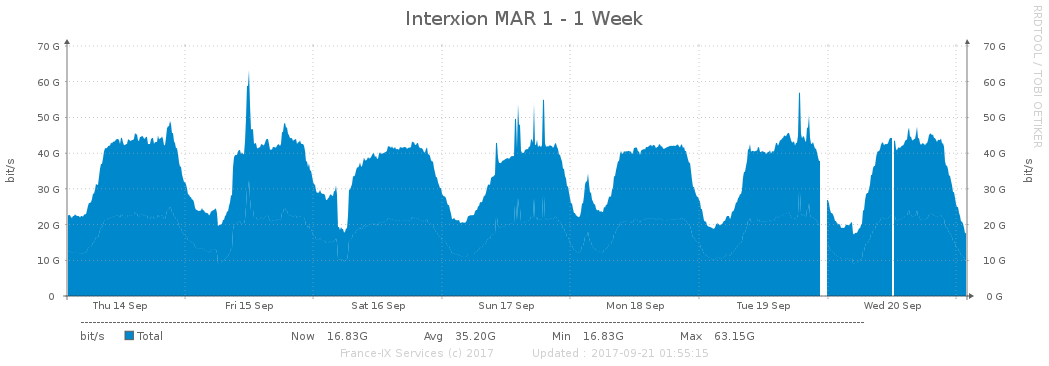 Interxion MAR 1 - 1 Week
RRDTOOL / TOBI OETIKER
70 G 70 G
60 G 60 G
50 G 50 G
40 G 40 G
30 G 30 G
20 G 20 G
10 G 10 G
0 0 G
bit/s bit/s
Thu 14 Sep Fri 15 Sep Sat 16 Sep Sun 17 Sep Mon 18 Sep Tue 19 Sep Wed 20 Sep
bit/s Total Now 16.83G Avg 35.20G Min 16.83G Max 63.15G
France-IX Services (c) 2017 Updated : 2017-09-21 01:55:15